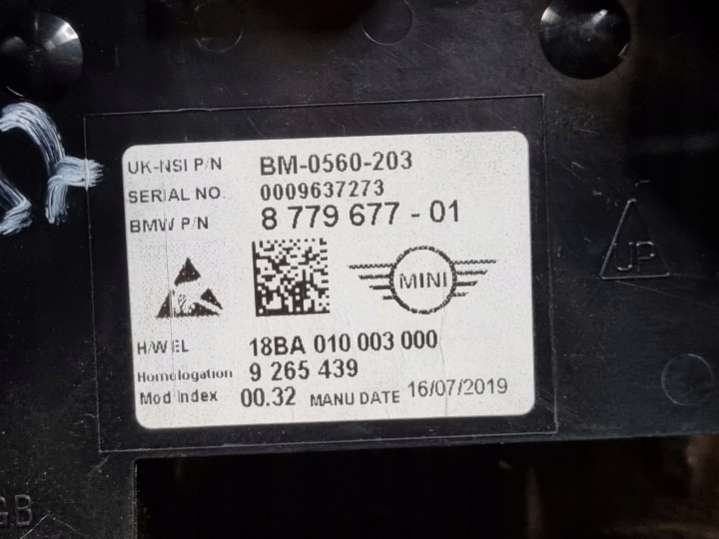 UK-NSI P/N BM-0560-203
SERIAL NO. 0009637273
BMW P/N 8 779 677 - 01
MINI
JP
H/W EL 18BA 010 003 000
Homologation 9 265 439
Mod Index 00.32 MANU DATE 16/07/2019
GB